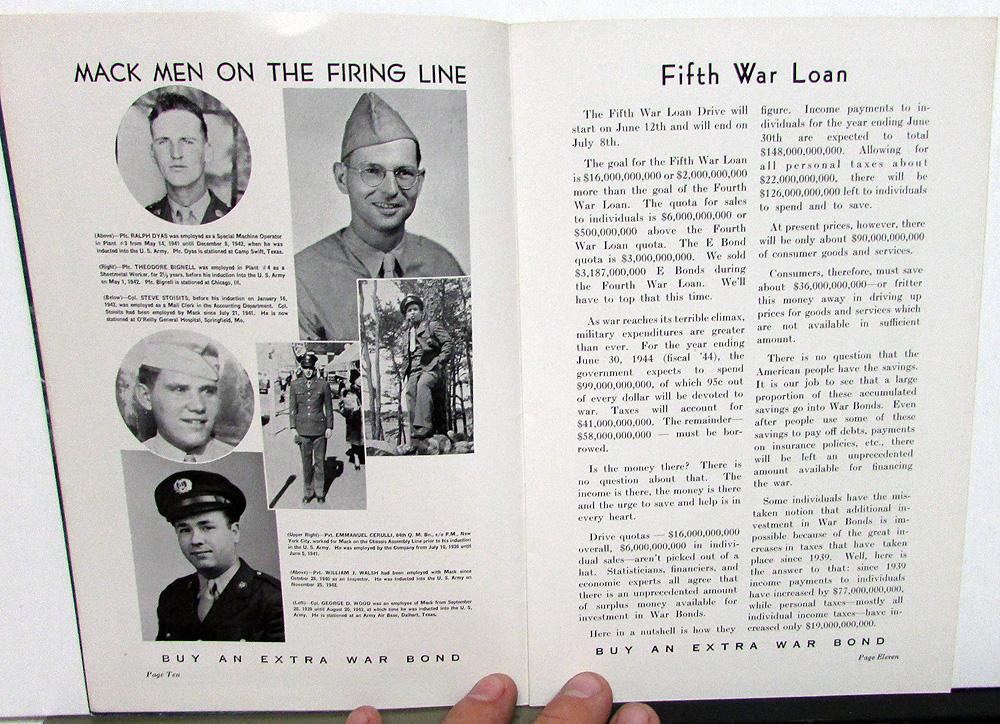 MACK MEN ON THE FIRING LINE
(Above)—Pfc. RALPH DYAS was employed as a Special Machine Operator
in Plant #3 from May 14, 1941 until December 9, 1942, when he was
inducted into the U. S. Army. Pfc. Dyas is stationed at Camp Swift, Texas.
(Right)—Pfc. THEODORE BIGNELL was employed in Plant #4 as a
Sheetmetal Worker, for 2½ years, before his induction into the U. S. Army
on May 1, 1942. Pfc. Bignell is stationed at Chicago, Ill.
(Below)—Cpl. STEVE STOISITS, before his induction on January 16,
1943, was employed as a Mail Clerk in the Accounting Department. Cpl.
Stoisits had been employed by Mack since July 21, 1941. He is now
stationed at O'Reilly General Hospital, Springfield, Mo.
(Upper Right)—Pvt. EMMANUEL CERULLI, 84th Q. M. Bn., c/o P.M., New
York City, worked for Mack on the Chassis Assembly Line prior to his induction
in the U. S. Army. He was employed by the Company from July 10, 1936 until
June 5, 1941.
(Above)—Pvt. WILLIAM J. WALSH had been employed with Mack since
October 28, 1940 as an Inspector. He was inducted into the U. S. Army on
November 25, 1942.
(Left)—Cpl. GEORGE D. WOOD was an employee of Mack from September
20, 1939 until August 20, 1943, at which time he was inducted into the U. S.
Army. He is stationed at an Army Air Base, Dalhart, Texas.
BUY AN EXTRA WAR BOND
Page Ten
Fifth War Loan
The Fifth War Loan Drive will
start on June 12th and will end on
July 8th.
The goal for the Fifth War Loan
is $16,000,000,000 or $2,000,000,000
more than the goal of the Fourth
War Loan. The quota for sales
to individuals is $6,000,000,000 or
$500,000,000 above the Fourth
War Loan quota. The E Bond
quota is $3,000,000,000. We sold
$3,187,000,000 E Bonds during
the Fourth War Loan. We'll
have to top that this time.
As war reaches its terrible climax,
military expenditures are greater
than ever. For the year ending
June 30, 1944 (fiscal '44), the
government expects to spend
$99,000,000,000, of which 95c out
of every dollar will be devoted to
war. Taxes will account for
$41,000,000,000. The remainder—
$58,000,000,000 — must be bor-
rowed.
Is the money there? There is
no question about that. The
income is there, the money is there
and the urge to save and help is in
every heart.
Drive quotas — $16,000,000,000
overall, $6,000,000,000 in indivi-
dual sales—aren't picked out of a
hat. Statisticians, financiers, and
economic experts all agree that
there is an unprecedented amount
of surplus money available for
investment in War Bonds.
Here in a nutshell is how they
figure. Income payments to in-
dividuals for the year ending June
30th are expected to total
$148,000,000,000. Allowing for
all personal taxes about
$22,000,000,000, there will be
$126,000,000,000 left to individuals
to spend and to save.
At present prices, however, there
will be only about $90,000,000,000
of consumer goods and services.
Consumers, therefore, must save
about $36,000,000,000—or fritter
this money away in driving up
prices for goods and services which
are not available in sufficient
amount.
There is no question that the
American people have the savings.
It is our job to see that a large
proportion of these accumulated
savings go into War Bonds. Even
after people use some of these
savings to pay off debts, payments
on insurance policies, etc., there
will be left an unprecedented
amount available for financing
the war.
Some individuals have the mis-
taken notion that additional in-
vestment in War Bonds is im-
possible because of the great in-
creases in taxes that have taken
place since 1939. Well, here is
the answer to that: since 1939
income payments to individuals
have increased by $77,000,000,000,
while personal taxes—mostly all
individual income taxes—have in-
creased only $19,000,000,000.
BUY AN EXTRA WAR BOND
Page Eleven